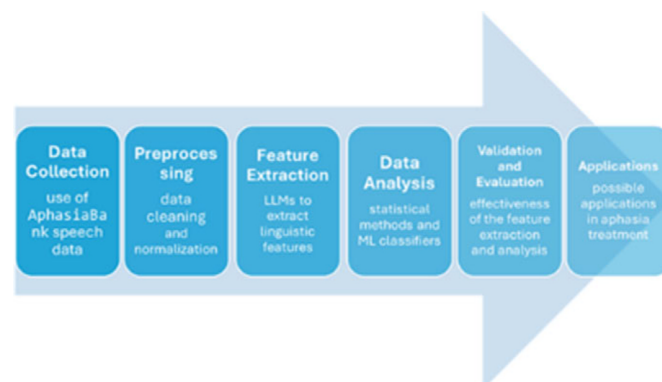 Data
Collection
use of
AphasiaBa
nk speech
data
Preproces
sing
data
cleaning
and
normalization
Feature
Extraction
LLMs to
extract
linguistic
features
Data
Analysis
statistical
methods and
ML classifiers
Validation
and
Evaluation
effectiveness
of the feature
extraction
and analysis
Applications
possible
applications
in aphasia
treatment